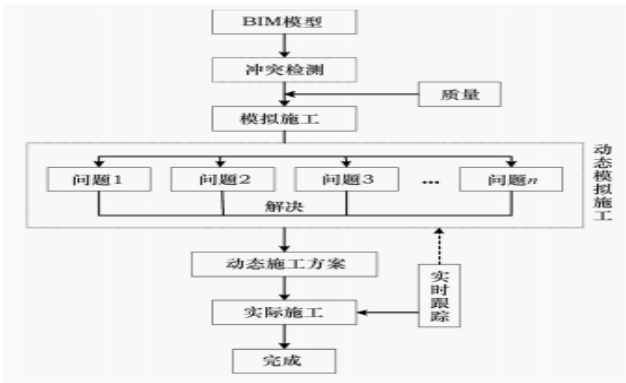 BIM模型
冲突检测
质量
模拟施工
动态模拟施工
问题1
问题2
问题3
...
问题n
解决
动态施工方案
实时跟踪
实际施工
完成